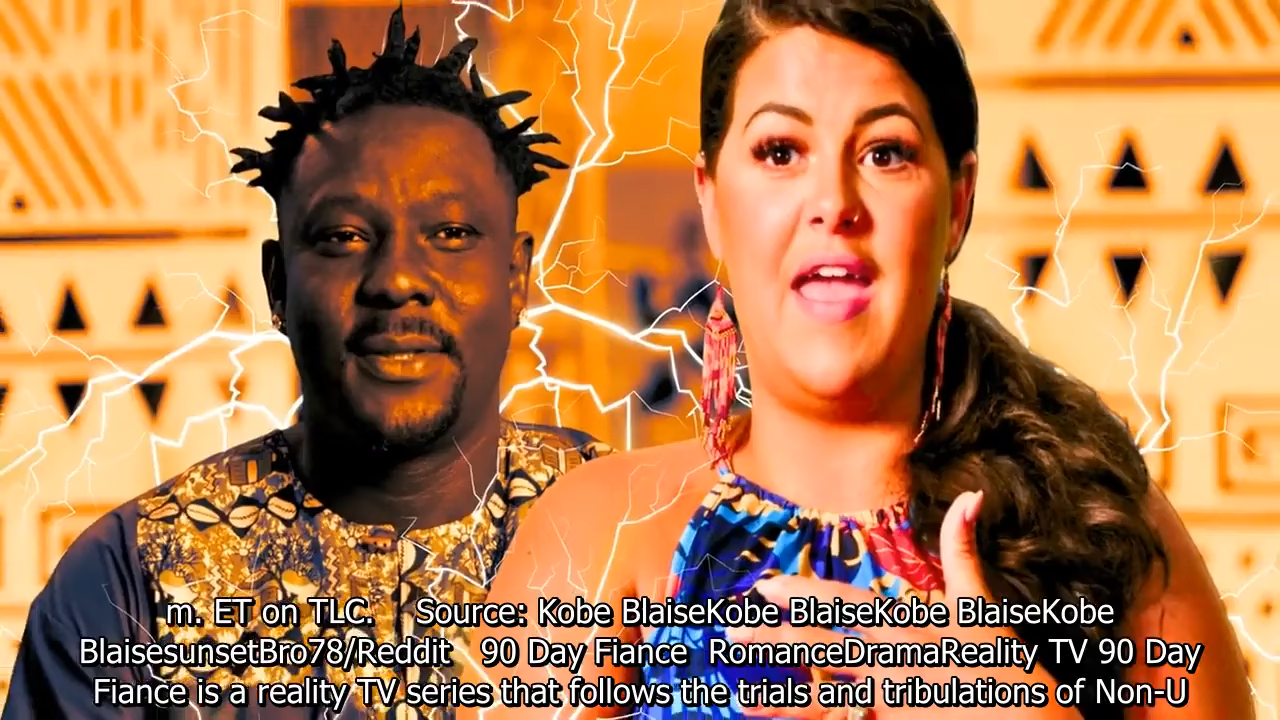 m. ET on TLC. Source: Kobe BlaiseKobe BlaiseKobe BlaiseKobe
BlaisesunsetBro78/Reddit 90 Day Fiance RomanceDramaReality TV 90 Day
Fiance is a reality TV series that follows the trials and tribulations of Non-U